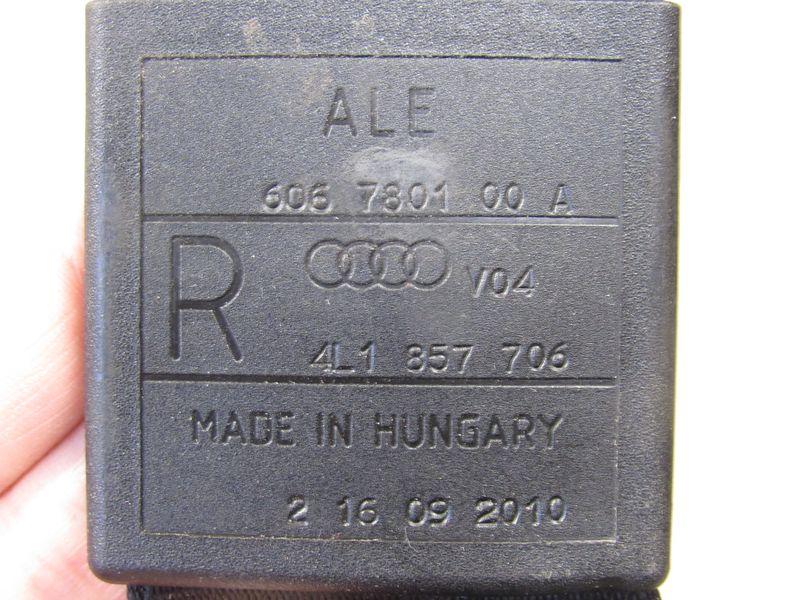 ALE
606 7801 00 A
R
V04
4L1 857 706
MADE IN HUNGARY
2 16 09 2010